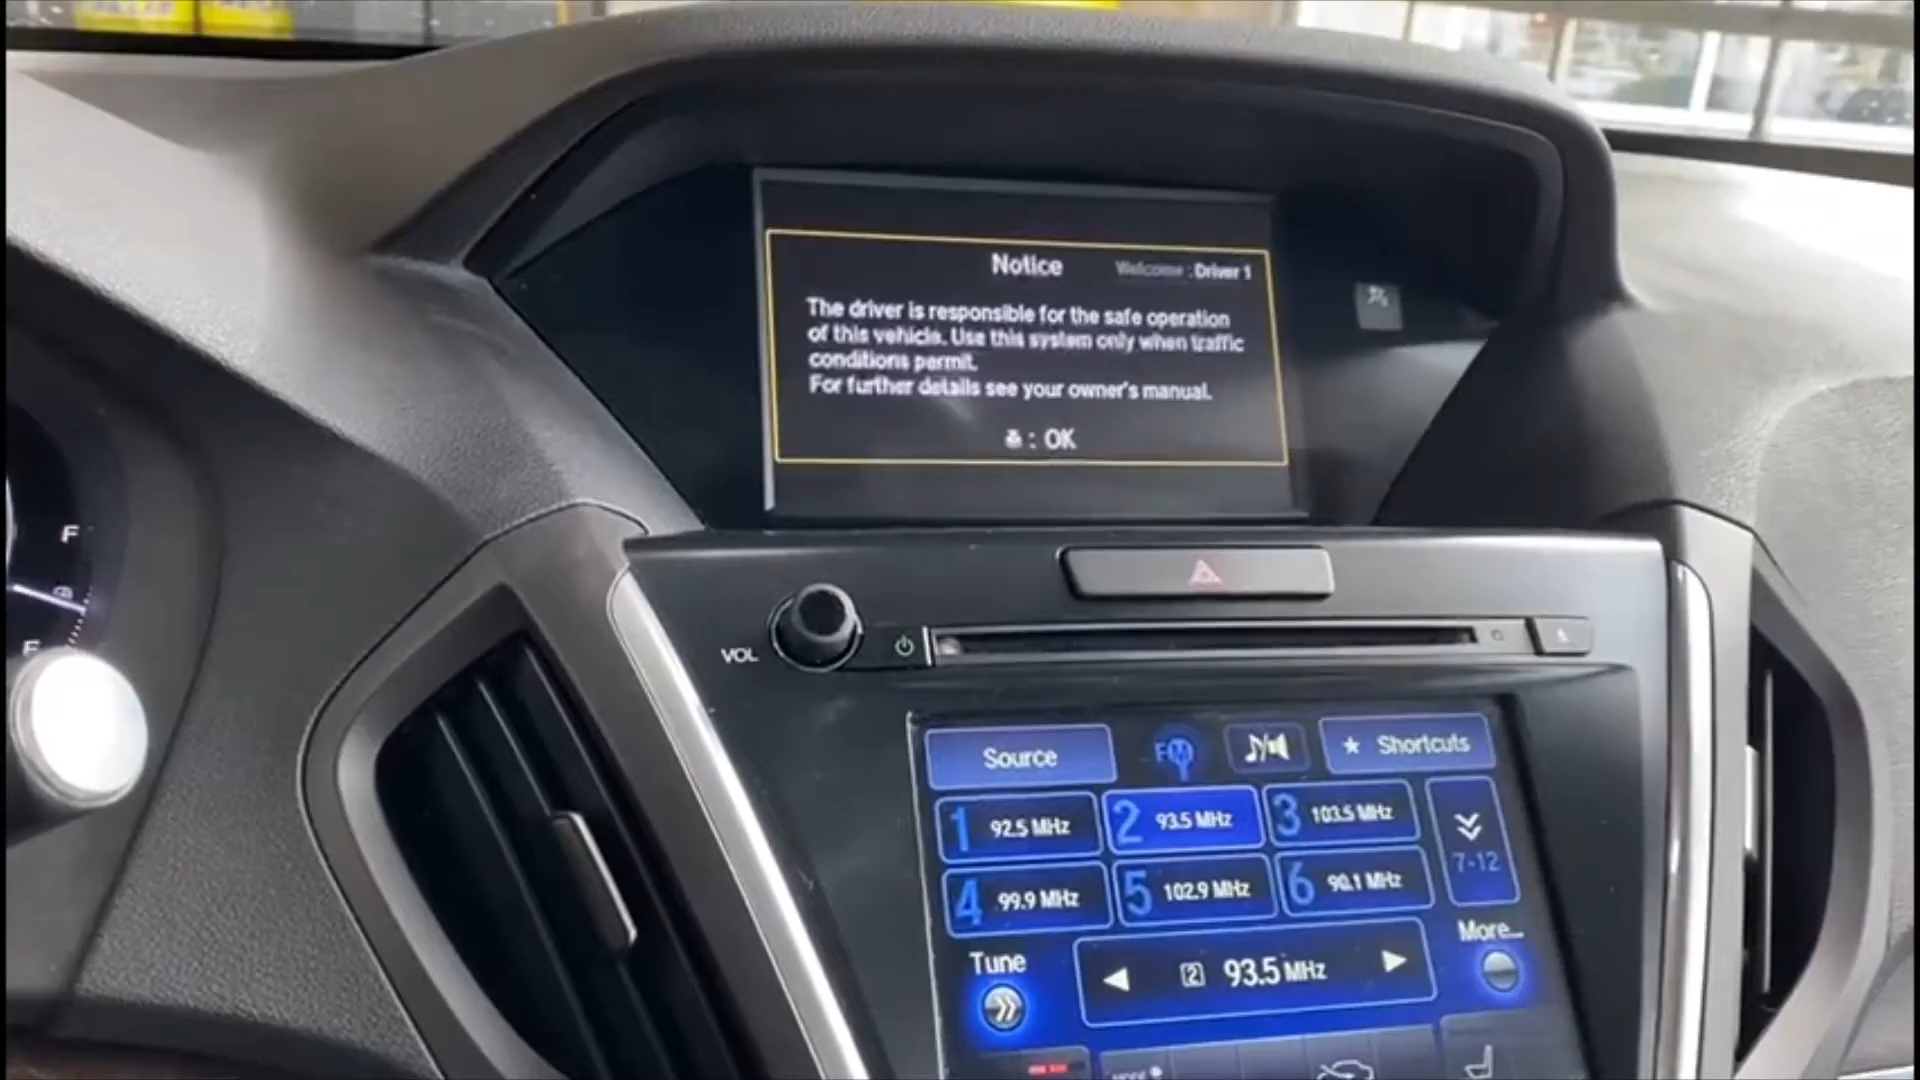 Notice
Welcome : Driver 1
The driver is responsible for the safe operation
of this vehicle. Use this system only when traffic
conditions permit.
For further details see your owner's manual.
: OK
F
E
VOL
Source
FM
Shortcuts
1 92.5 MHz
2 93.5 MHz
3 103.5 MHz
4 99.9 MHz
5 102.9 MHz
6 90.1 MHz
7-12
Tune
2 93.5 MHz
More...
MODE